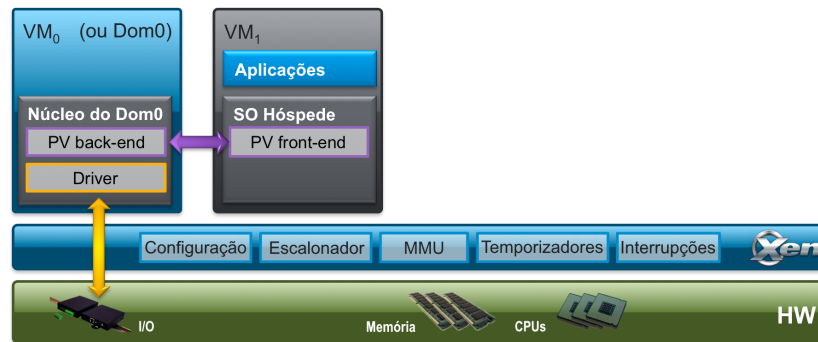 VM0 (ou Dom0)
VM1
Aplicações
Núcleo do Dom0
SO Hóspede
PV back-end
PV front-end
Driver
Configuração
Escalonador
MMU
Temporizadores
Interrupções
Xen
I/O
Memória
CPUs
HW